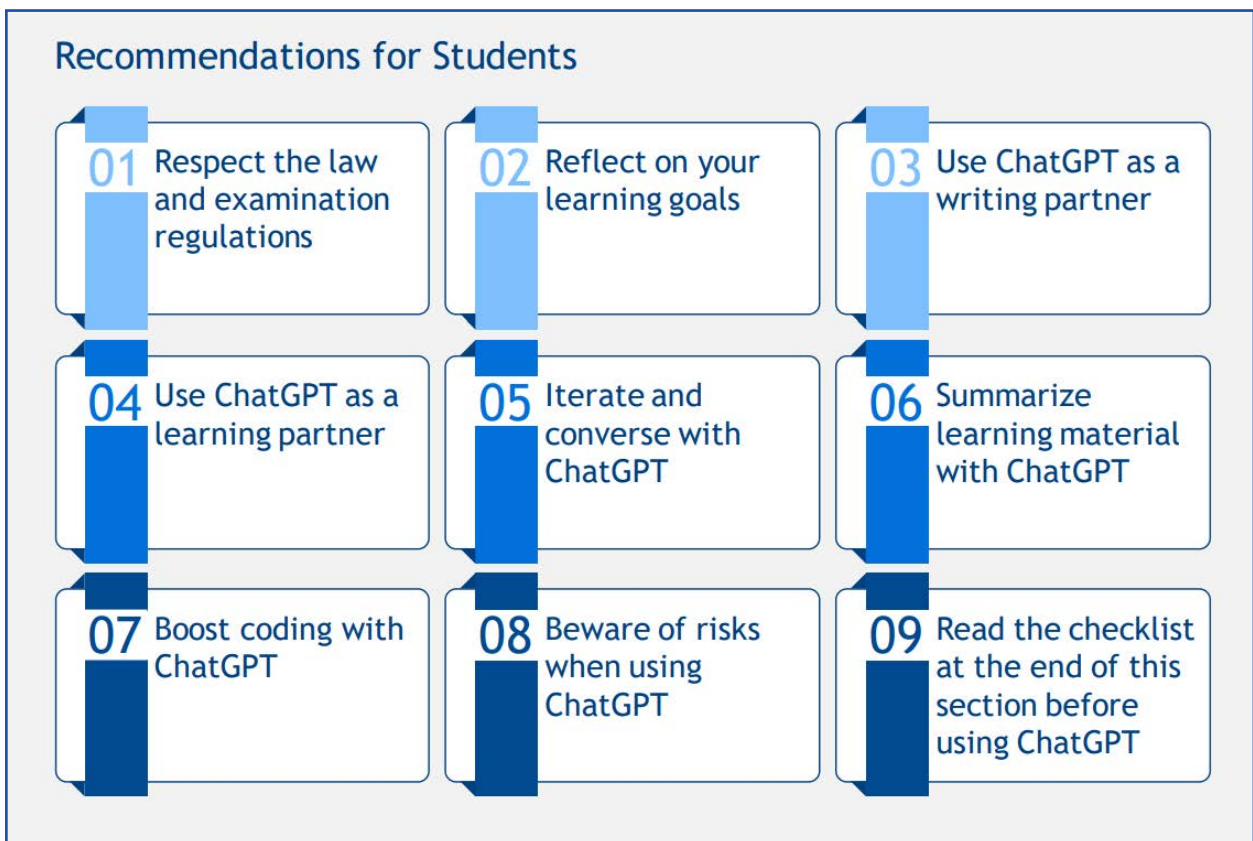 Recommendations for Students
01
Respect the law
and examination
regulations
02
Reflect on your
learning goals
03
Use ChatGPT as a
writing partner
04
Use ChatGPT as a
learning partner
05
Iterate and
converse with
ChatGPT
06
Summarize
learning material
with ChatGPT
07
Boost coding with
ChatGPT
08
Beware of risks
when using
ChatGPT
09
Read the checklist
at the end of this
section before
using ChatGPT